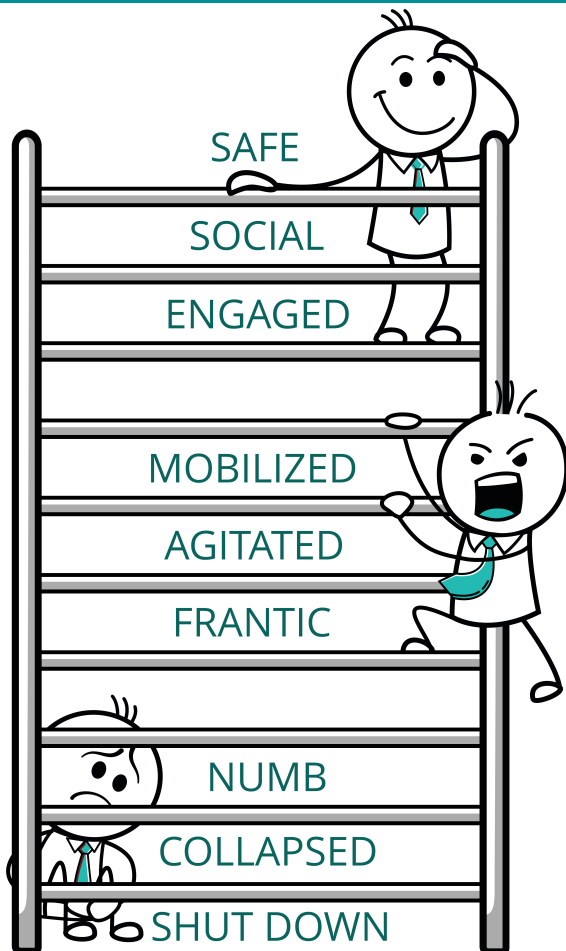 SAFE
SOCIAL
ENGAGED
MOBILIZED
AGITATED
FRANTIC
NUMB
COLLAPSED
SHUT DOWN